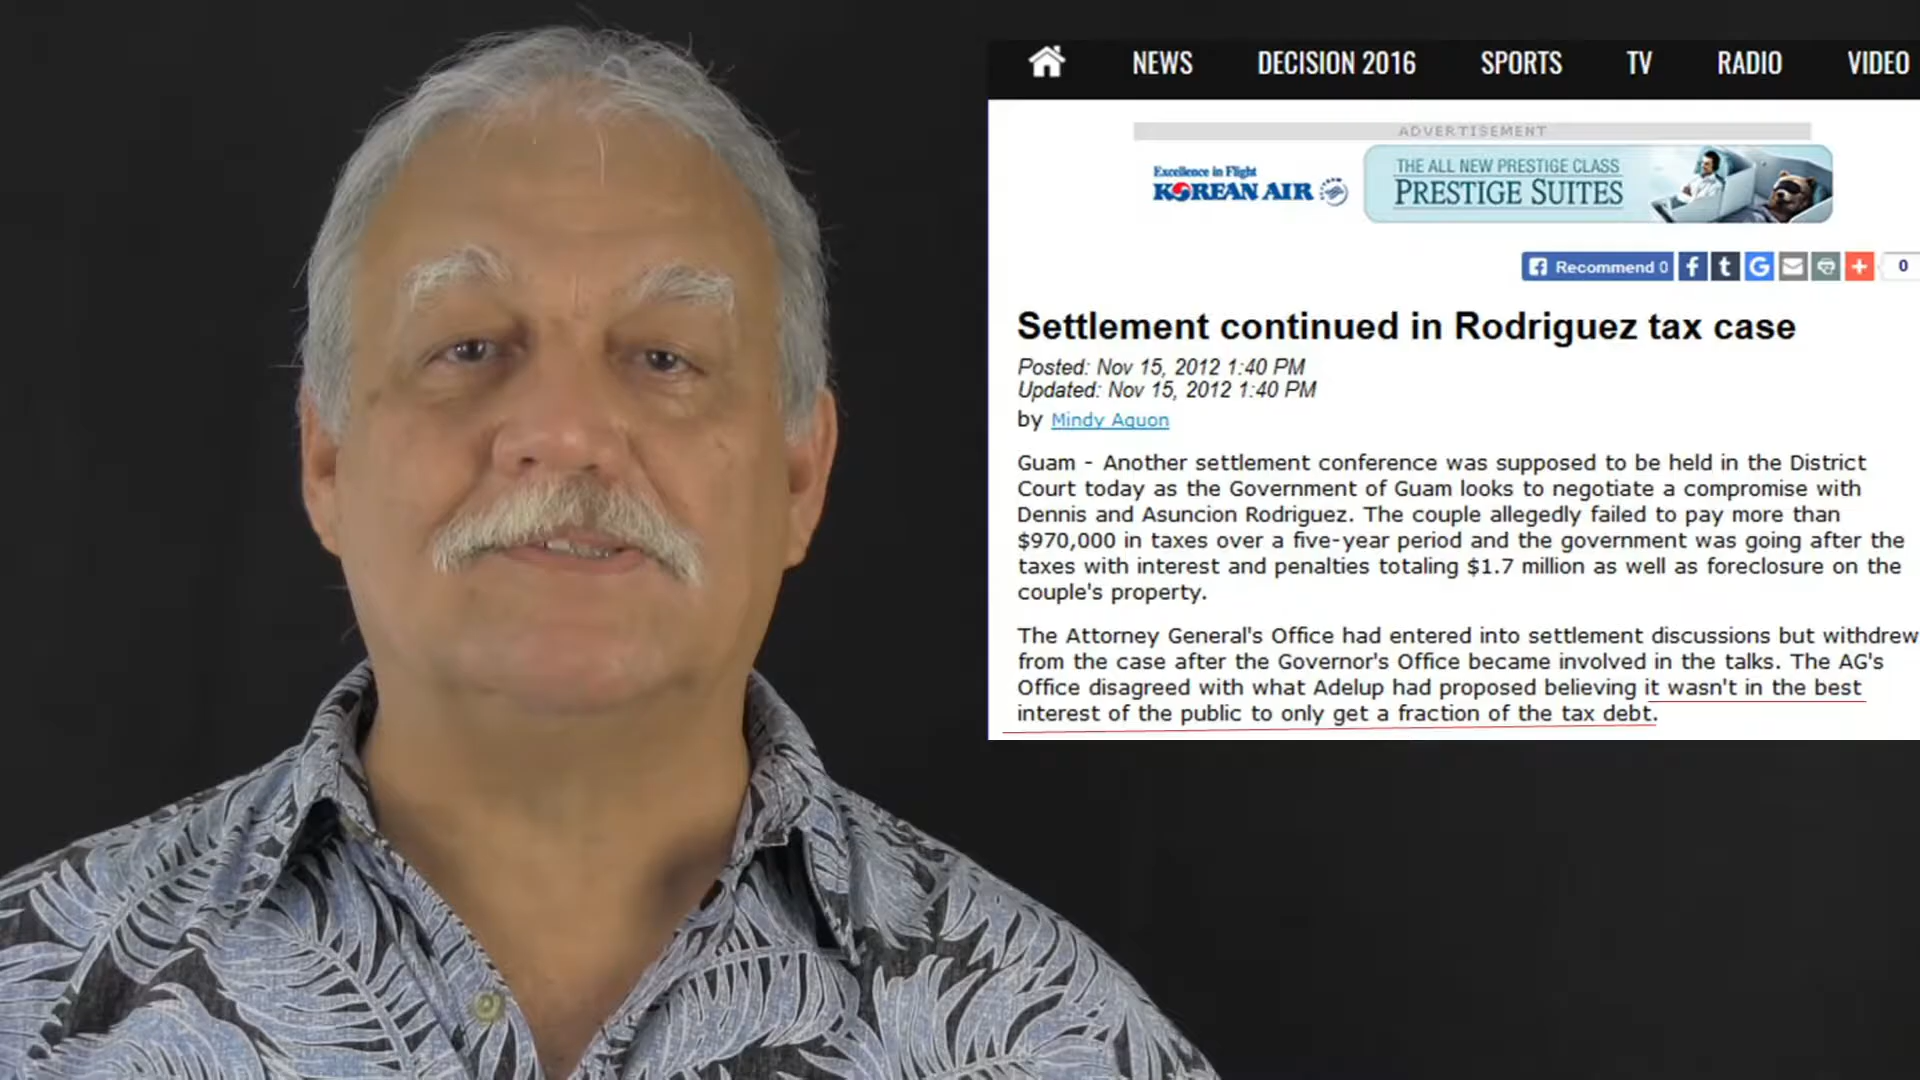 NEWS DECISION 2016 SPORTS TV RADIO VIDEO
ADVERTISEMENT
Excellence in Flight
KOREAN AIR
THE ALL NEW PRESTIGE CLASS
PRESTIGE SUITES
Recommend 0
0
Settlement continued in Rodriguez tax case
Posted: Nov 15, 2012 1:40 PM
Updated: Nov 15, 2012 1:40 PM
by Mindy Aquon
Guam - Another settlement conference was supposed to be held in the District
Court today as the Government of Guam looks to negotiate a compromise with
Dennis and Asuncion Rodriguez. The couple allegedly failed to pay more than
$970,000 in taxes over a five-year period and the government was going after the
taxes with interest and penalties totaling $1.7 million as well as foreclosure on the
couple's property.
The Attorney General's Office had entered into settlement discussions but withdrew
from the case after the Governor's Office became involved in the talks. The AG's
Office disagreed with what Adelup had proposed believing it wasn't in the best
interest of the public to only get a fraction of the tax debt.